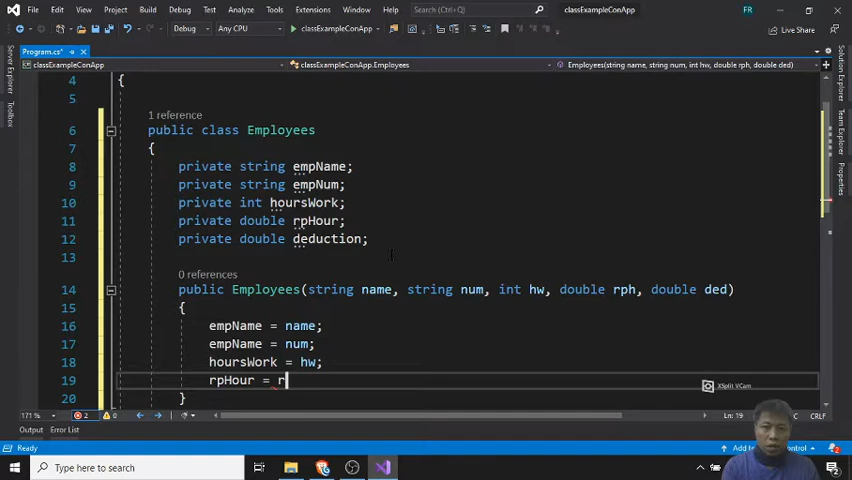 File Edit View Git Project Build Debug Test Analyze Tools Extensions Window Help Search classExampleConApp FR
Debug Any CPU classExampleConApp Live Share
Program.cs*
classExampleConApp classExampleConApp.Employees Employees(string name, string num, int hw, double rph, double ded)
Server Explorer
Toolbox
Solution Explorer
Team Explorer
Properties
4 {
5
1 reference
6 public class Employees
7 {
8 private string empName;
9 private string empNum;
10 private int hoursWork;
11 private double rpHour;
12 private double deduction;
13
0 references
14 public Employees(string name, string num, int hw, double rph, double ded)
15 {
16 empName = name;
17 empName = num;
18 hoursWork = hw;
19 rpHour = r
20 }
XSplit VCam
171 % 2 0 Ln: 19 CRLF
Output Error List
Ready Add to 2
Type here to search 2